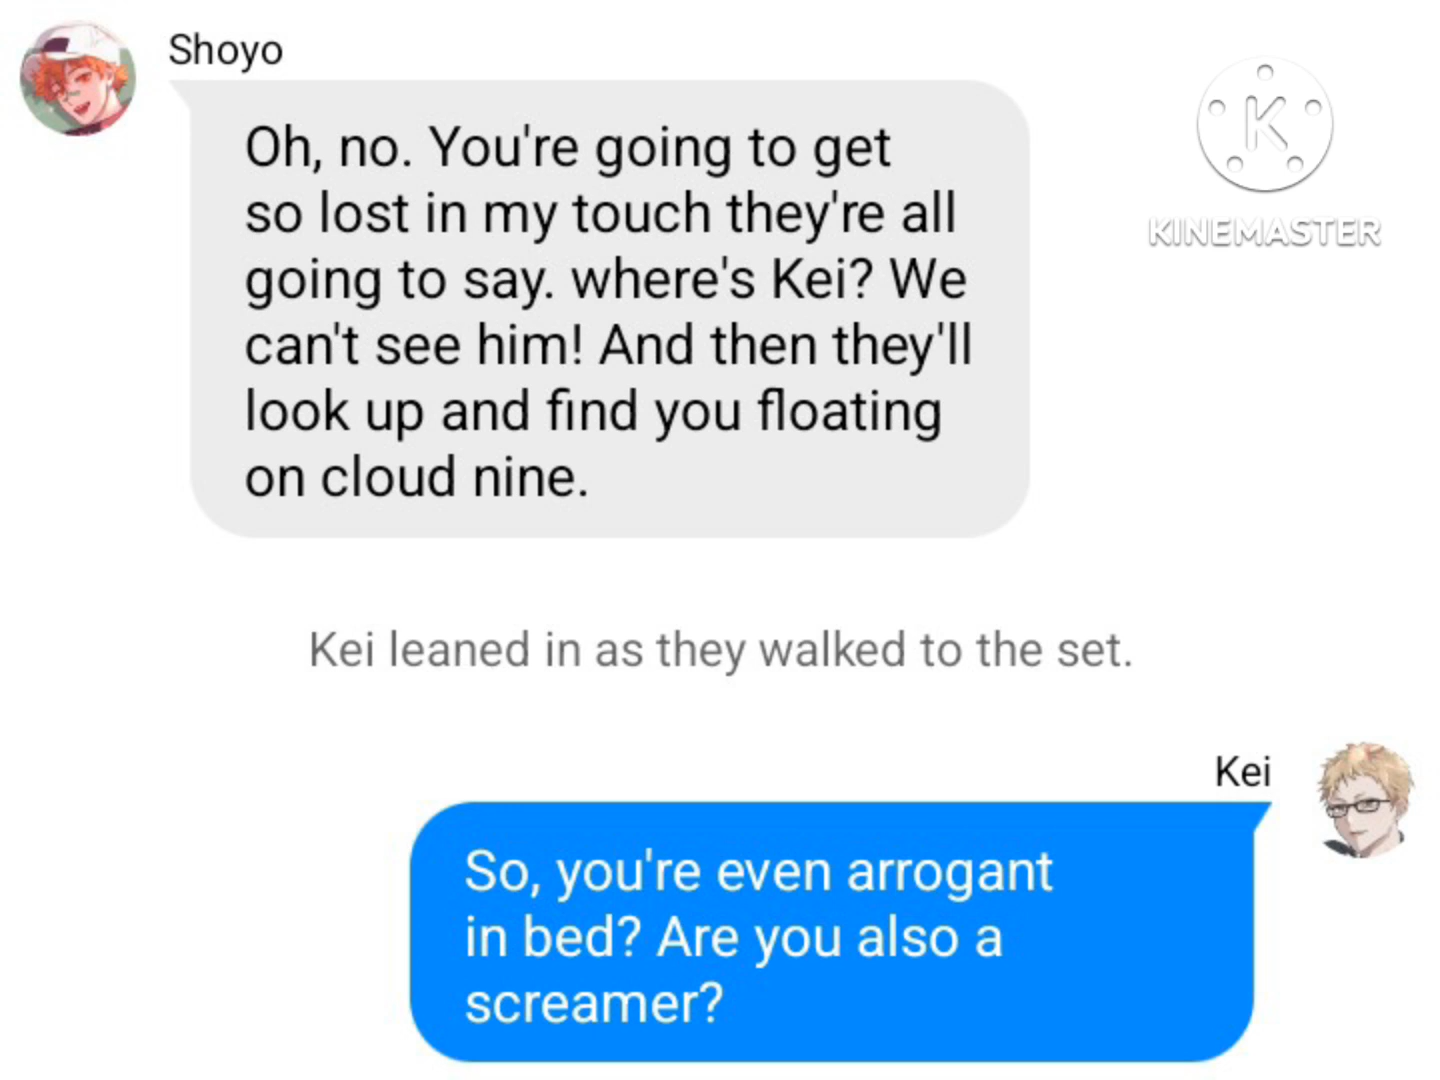 Shoyo
Oh, no. You're going to get
so lost in my touch they're all
going to say. where's Kei? We
can't see him! And then they'll
look up and find you floating
on cloud nine.
K
KINEMASTER
Kei leaned in as they walked to the set.
Kei
So, you're even arrogant
in bed? Are you also a
screamer?